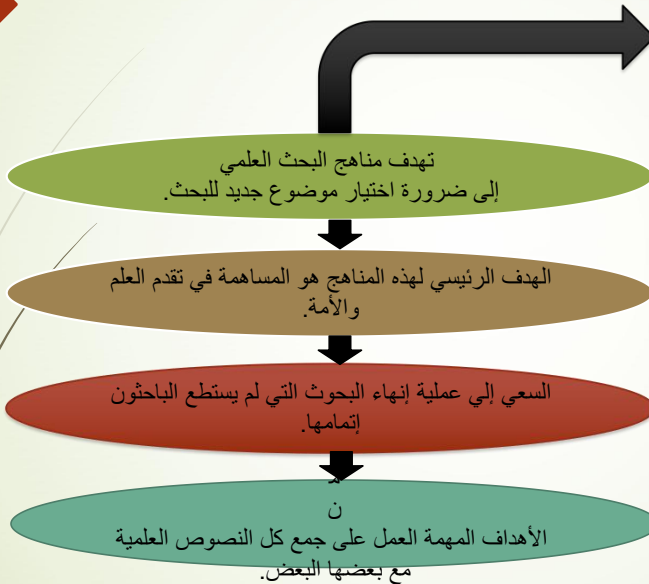 تهدف مناهج البحث العلمي
إلى ضرورة اختيار موضوع جديد للبحث.
الهدف الرئيسي لهذه المناهج هو المساهمة في تقدم العلم
والأمة.
السعي إلي عملية إنهاء البحوث التي لم يستطع الباحثون
إتمامها.
م
ن
الأهداف المهمة العمل على جمع كل النصوص العلمية
مع بعضها البعض.